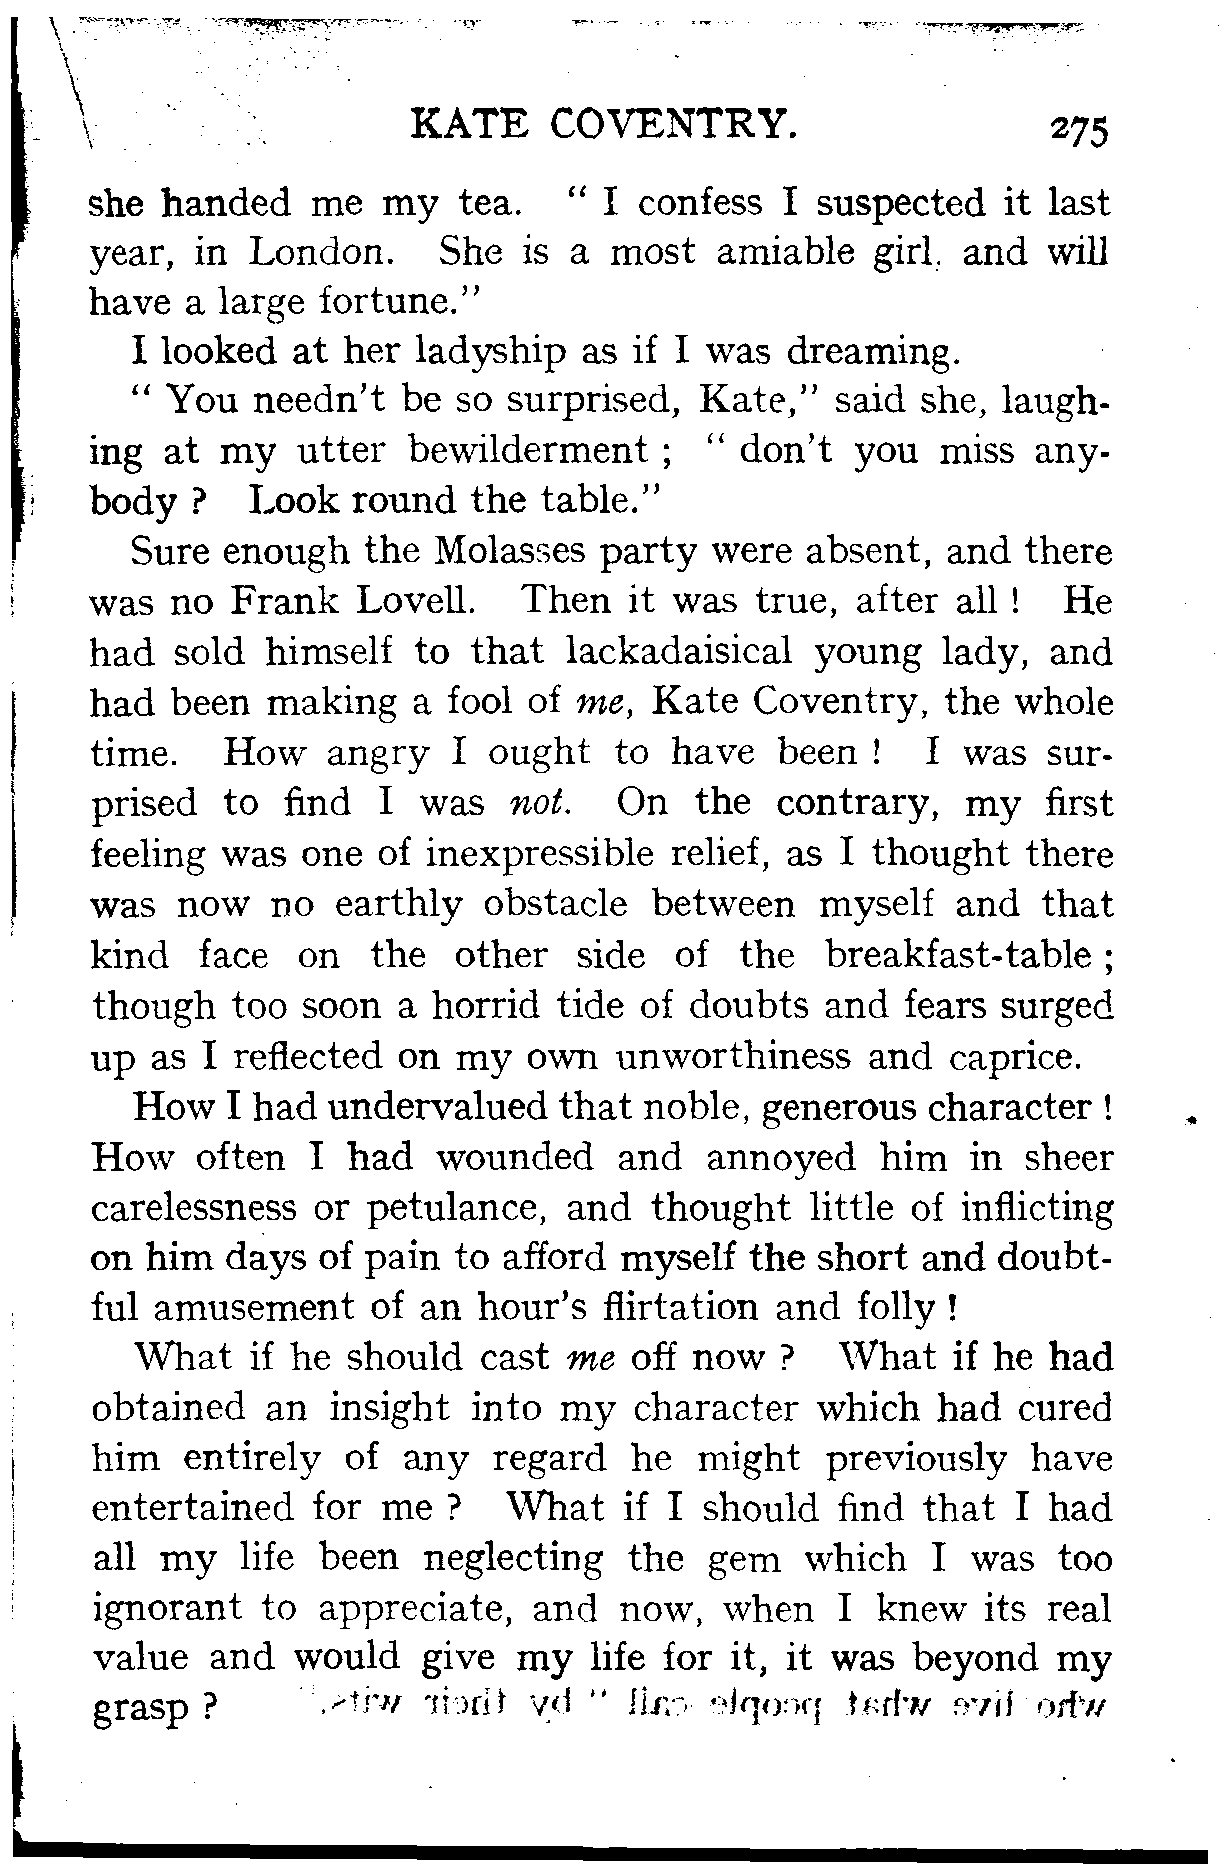 KATE COVENTRY. 275
she handed me my tea. “ I confess I suspected it last
year, in London. She is a most amiable girl, and will
have a large fortune.”
I looked at her ladyship as if I was dreaming.
“ You needn't be so surprised, Kate,” said she, laugh-
ing at my utter bewilderment ; “ don't you miss any-
body ? Look round the table.”
Sure enough the Molasses party were absent, and there
was no Frank Lovell. Then it was true, after all ! He
had sold himself to that lackadaisical young lady, and
had been making a fool of me, Kate Coventry, the whole
time. How angry I ought to have been ! I was sur-
prised to find I was not. On the contrary, my first
feeling was one of inexpressible relief, as I thought there
was now no earthly obstacle between myself and that
kind face on the other side of the breakfast-table ;
though too soon a horrid tide of doubts and fears surged
up as I reflected on my own unworthiness and caprice.
How I had undervalued that noble, generous character !
How often I had wounded and annoyed him in sheer
carelessness or petulance, and thought little of inflicting
on him days of pain to afford myself the short and doubt-
ful amusement of an hour's flirtation and folly !
What if he should cast me off now ? What if he had
obtained an insight into my character which had cured
him entirely of any regard he might previously have
entertained for me ? What if I should find that I had
all my life been neglecting the gem which I was too
ignorant to appreciate, and now, when I knew its real
value and would give my life for it, it was beyond my
grasp ?